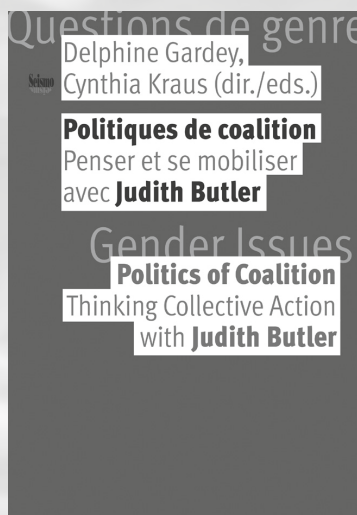 Questions de genre
Delphine Gardey,
Seismo
Cynthia Kraus (dir./eds.)
Politiques de coalition
Penser et se mobiliser
avec Judith Butler
Gender Issues
Politics of Coalition
Thinking Collective Action
with Judith Butler